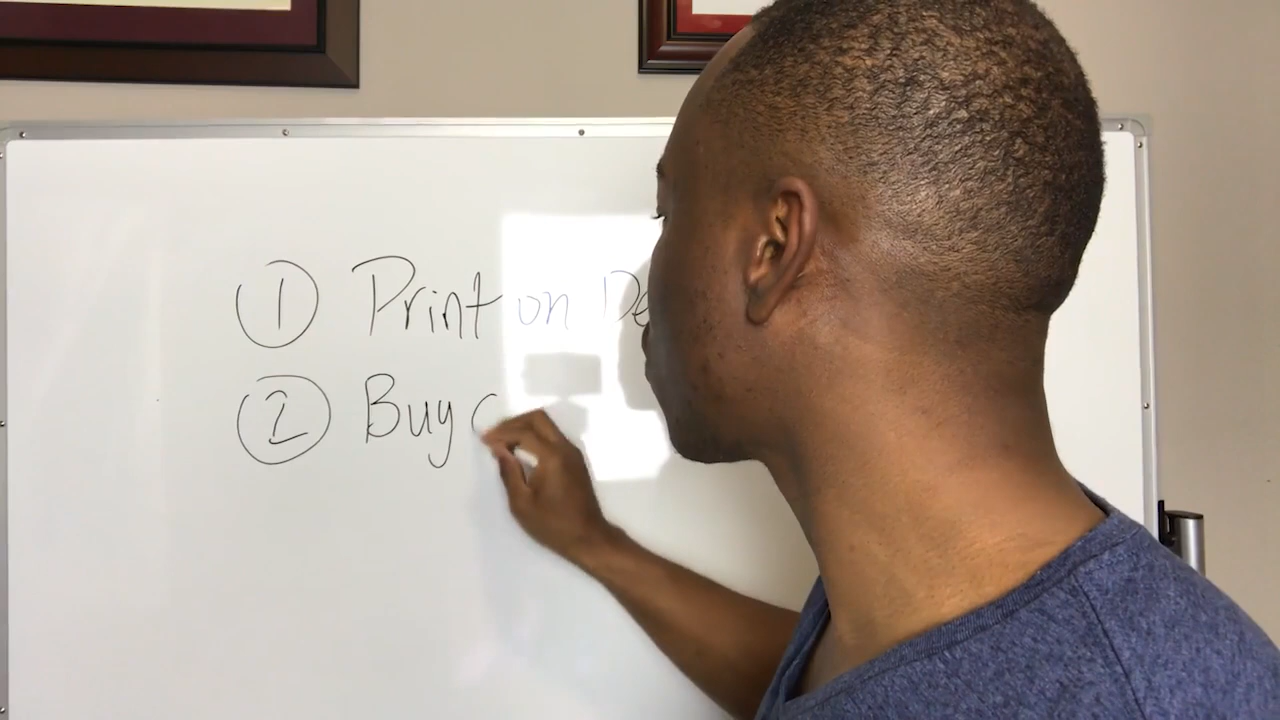 ① Print on De
② Buy